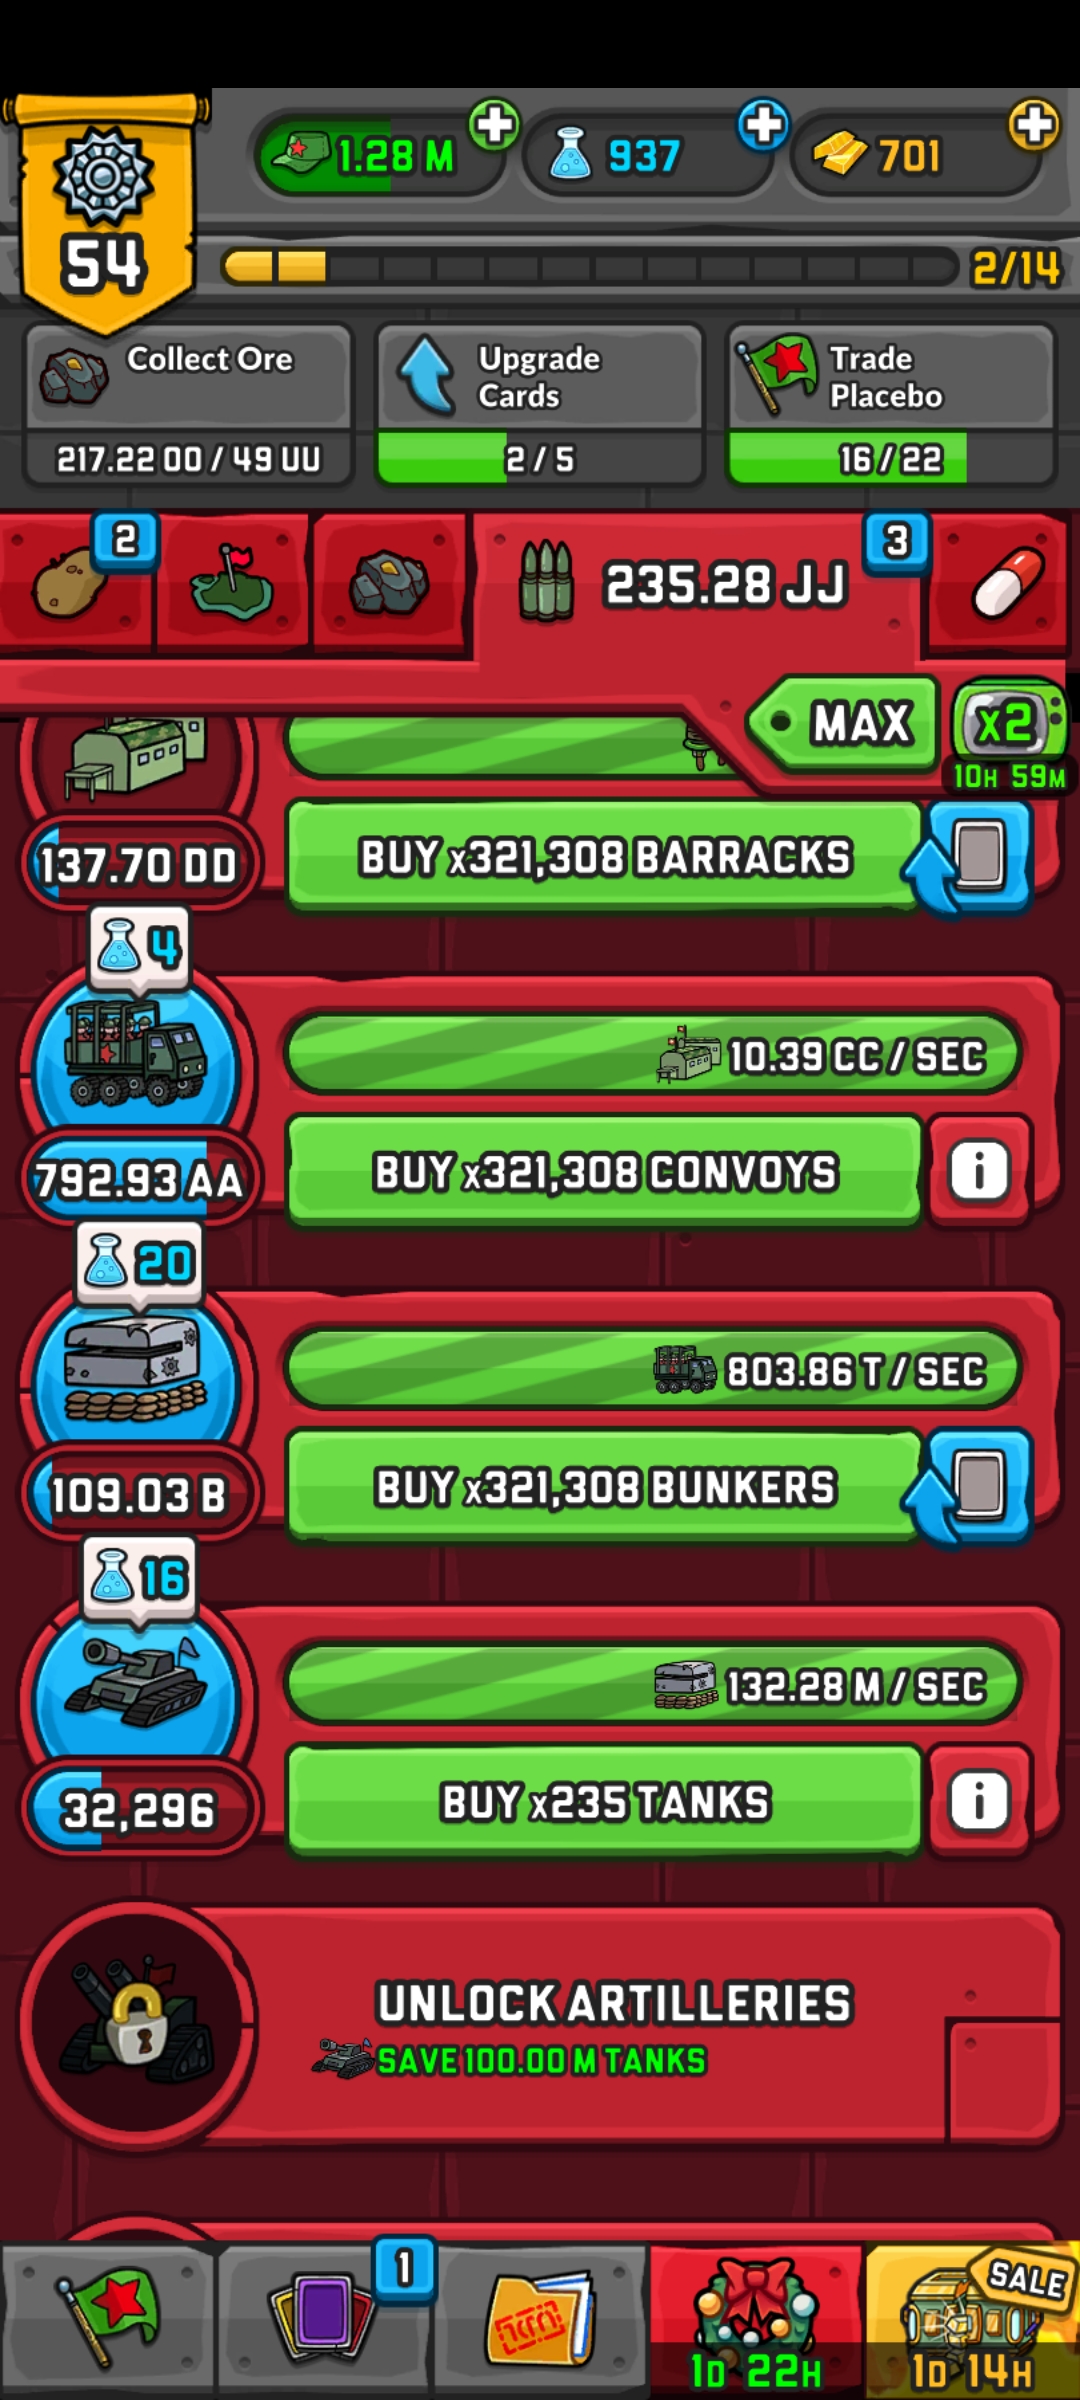 1.28 M
937
701
54
2/14
Collect Ore
217.22 OO / 49 UU
Upgrade
Cards
2 / 5
Trade
Placebo
16 / 22
2
235.28 JJ
3
MAX
x2
10H 59M
137.70 DD
BUY x321,308 BARRACKS
4
10.39 CC / SEC
792.93 AA
BUY x321,308 CONVOYS
i
20
803.86 T / SEC
109.03 B
BUY x321,308 BUNKERS
16
132.28 M / SEC
32,296
BUY x235 TANKS
i
UNLOCK ARTILLERIES
SAVE 100.00 M TANKS
1
SALE
1D 22H
1D 14H